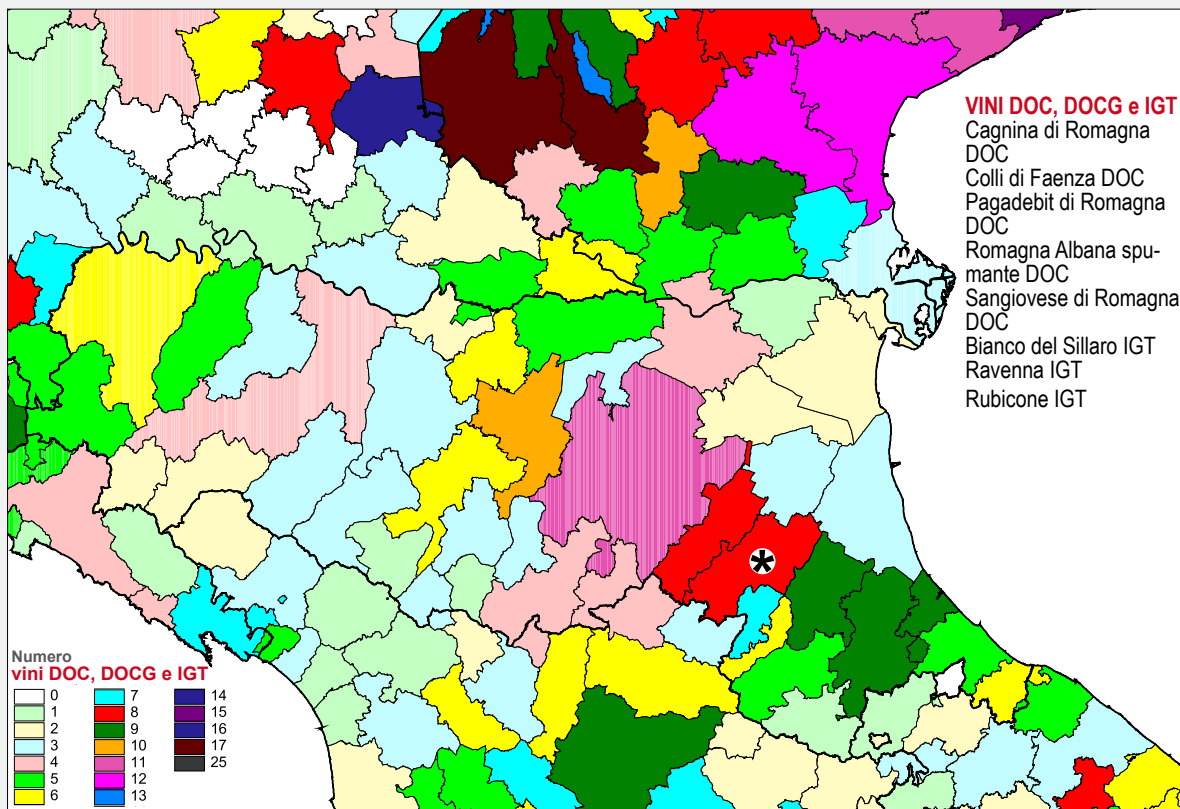 VINI DOC, DOCG e IGT
Cagnina di Romagna
DOC
Colli di Faenza DOC
Pagadebit di Romagna
DOC
Romagna Albana spu-
mante DOC
Sangiovese di Romagna
DOC
Bianco del Sillaro IGT
Ravenna IGT
Rubicone IGT
*
Numero
vini DOC, DOCG e IGT
0 7 14
1 8 15
2 9 16
3 10 17
4 11 25
5 12
6 13